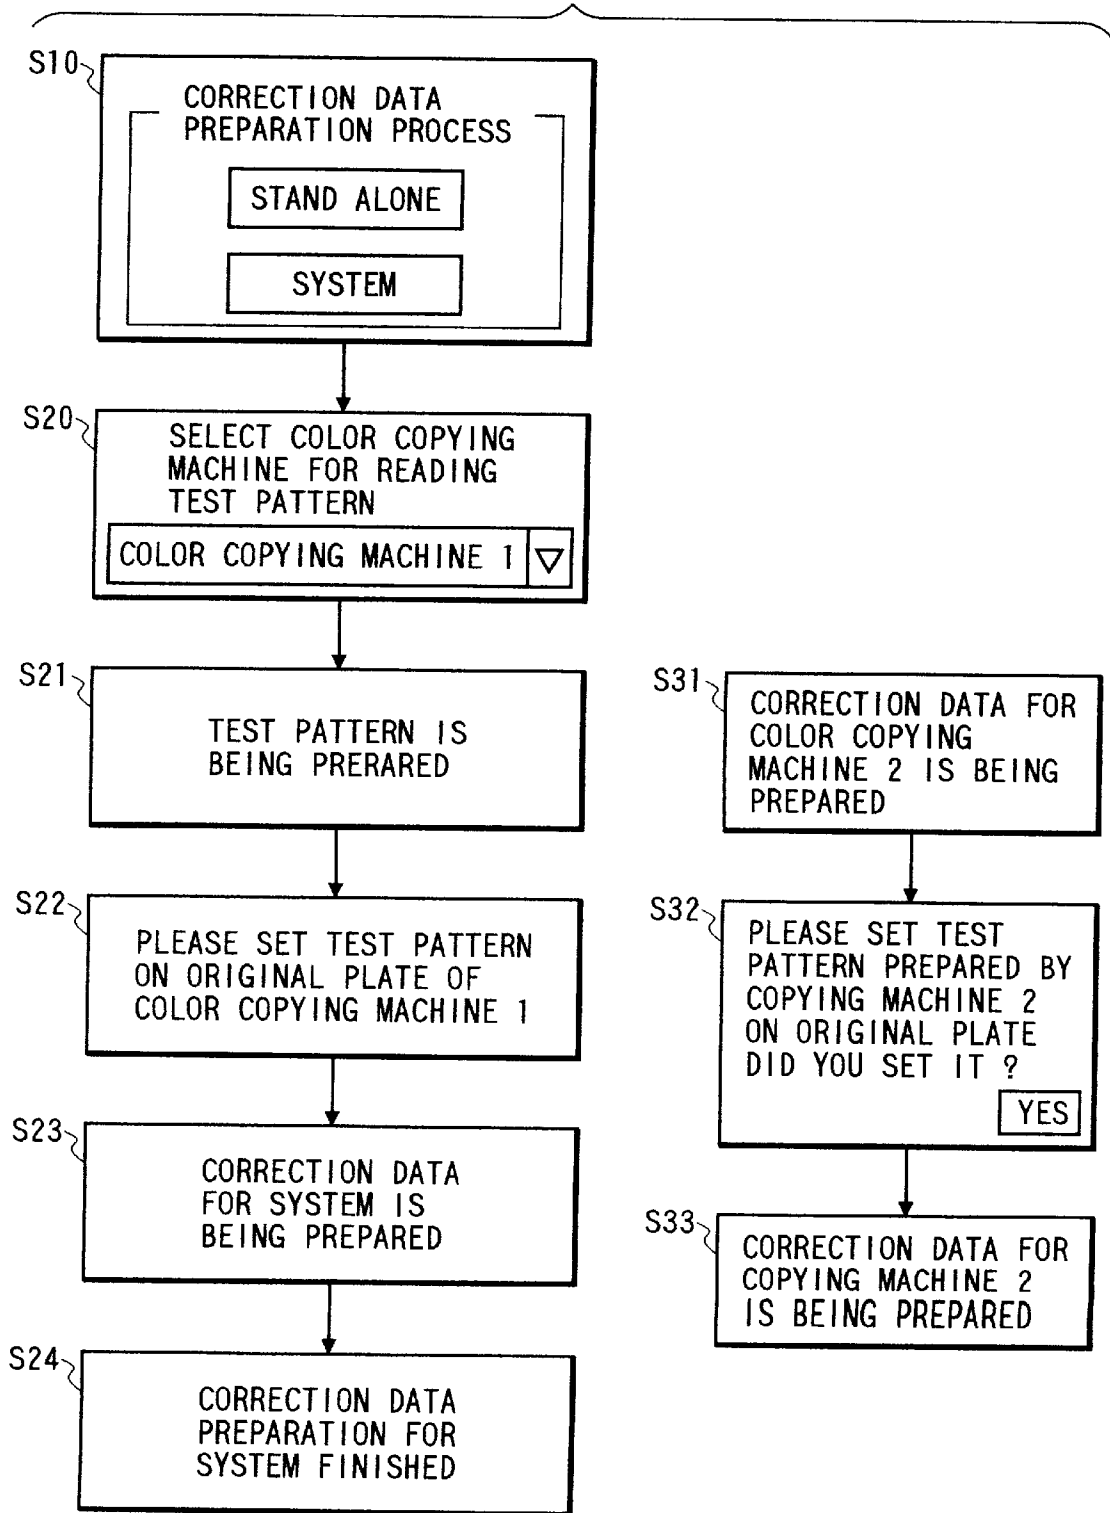 S10
CORRECTION DATA
PREPARATION PROCESS
STAND ALONE
SYSTEM
S20
SELECT COLOR COPYING
MACHINE FOR READING
TEST PATTERN
COLOR COPYING MACHINE 1
S21
TEST PATTERN IS
BEING PRERARED
S22
PLEASE SET TEST PATTERN
ON ORIGINAL PLATE OF
COLOR COPYING MACHINE 1
S23
CORRECTION DATA
FOR SYSTEM IS
BEING PREPARED
S24
CORRECTION DATA
PREPARATION FOR
SYSTEM FINISHED
S31
CORRECTION DATA FOR
COLOR COPYING
MACHINE 2 IS BEING
PREPARED
S32
PLEASE SET TEST
PATTERN PREPARED BY
COPYING MACHINE 2
ON ORIGINAL PLATE
DID YOU SET IT ?
YES
S33
CORRECTION DATA FOR
COPYING MACHINE 2
IS BEING PREPARED